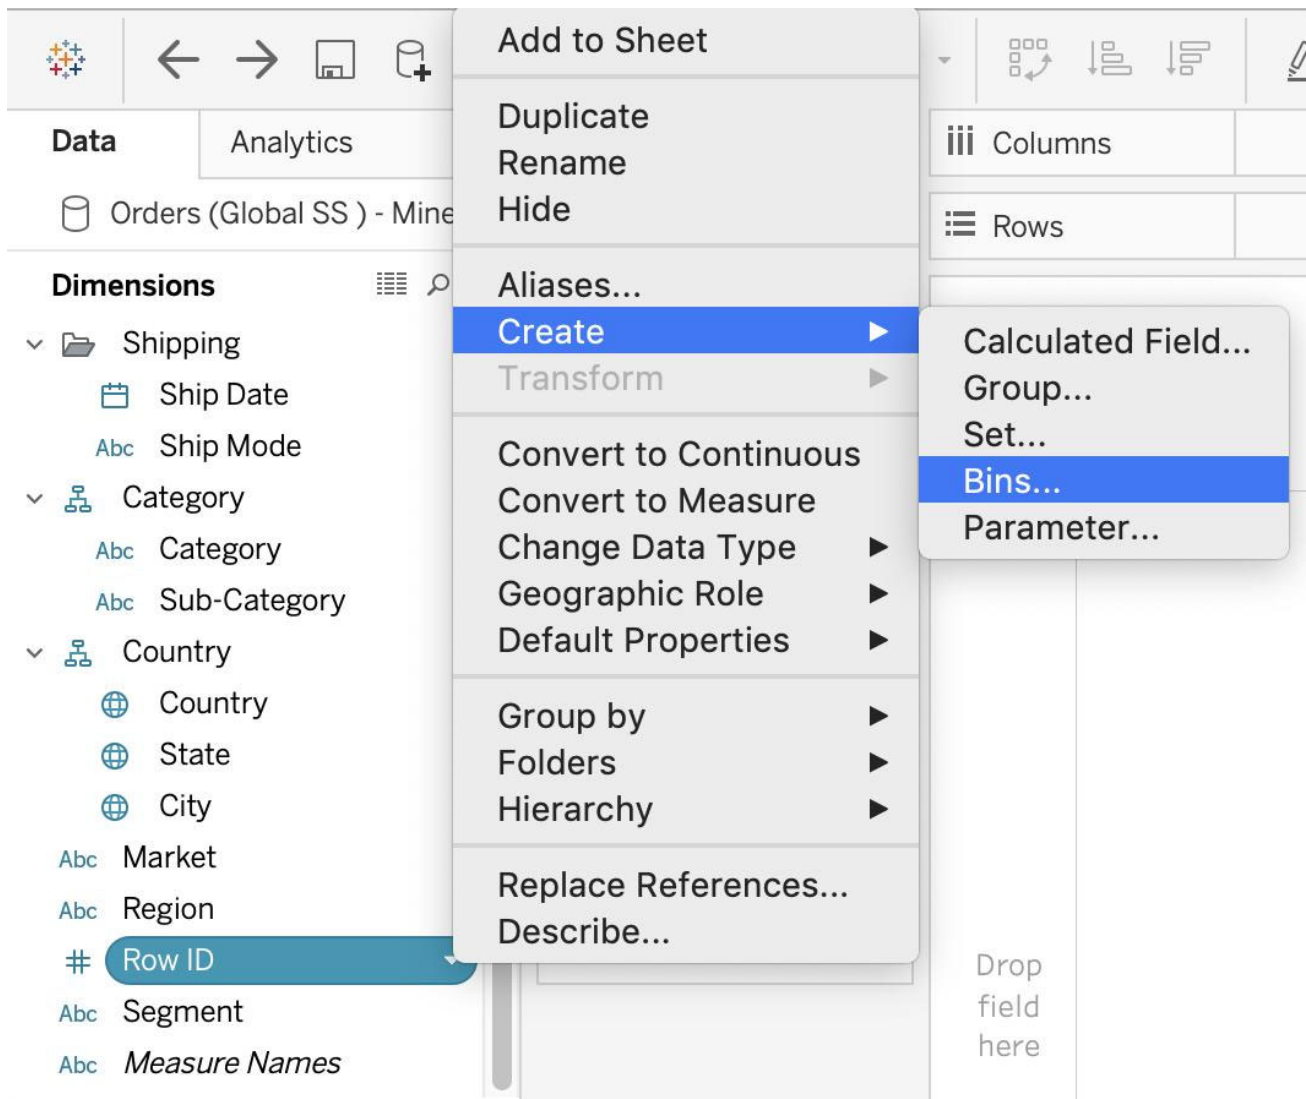 Data
Analytics
Orders (Global SS ) - Mine
Dimensions
Shipping
Ship Date
Abc Ship Mode
Category
Abc Category
Abc Sub-Category
Country
Country
State
City
Abc Market
Abc Region
# Row ID
Abc Segment
Abc Measure Names
Add to Sheet
Duplicate
Rename
Hide
Aliases...
Create
Transform
Convert to Continuous
Convert to Measure
Change Data Type
Geographic Role
Default Properties
Group by
Folders
Hierarchy
Replace References...
Describe...
Calculated Field...
Group...
Set...
Bins...
Parameter...
Columns
Rows
Drop
field
here